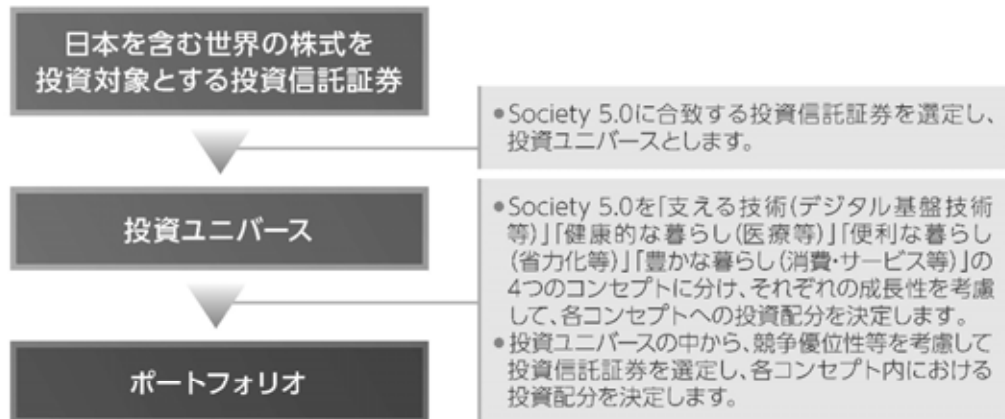 日本を含む世界の株式を
投資対象とする投資信託証券
●Society 5.0に合致する投資信託証券を選定し、
投資ユニバースとします。
投資ユニバース
●Society 5.0を「支える技術(デジタル基盤技術
等)」「健康的な暮らし(医療等)」「便利な暮らし
(省力化等)」「豊かな暮らし(消費・サービス等)」の
4つのコンセプトに分け、それぞれの成長性を考慮
して、各コンセプトへの投資配分を決定します。
●投資ユニバースの中から、競争優位性等を考慮して
投資信託証券を選定し、各コンセプト内における
投資配分を決定します。
ポートフォリオ